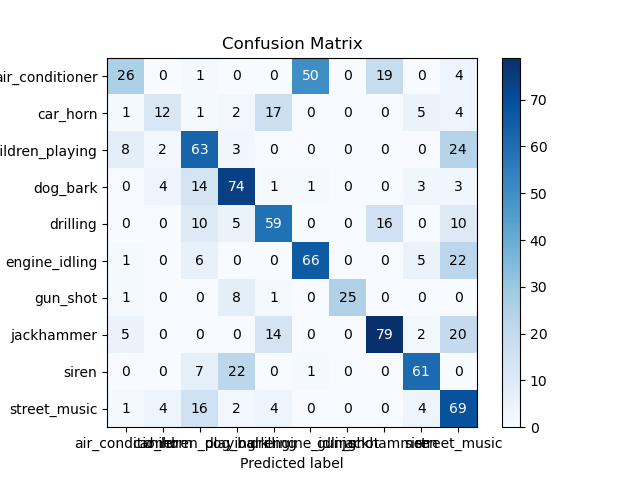 Confusion Matrix
air_conditioner 26 0 1 0 0 50 0 19 0 4
car_horn 1 12 1 2 17 0 0 0 5 4
ildren_playing 8 2 63 3 0 0 0 0 0 24
dog_bark 0 4 14 74 1 1 0 0 3 3
drilling 0 0 10 5 59 0 0 16 0 10
engine_idling 1 0 6 0 0 66 0 0 5 22
gun_shot 1 0 0 8 1 0 25 0 0 0
jackhammer 5 0 0 0 14 0 0 79 2 20
siren 0 0 7 22 0 1 0 0 61 0
street_music 1 4 16 2 4 0 0 0 4 69
70
60
50
40
30
20
10
0
Predicted label